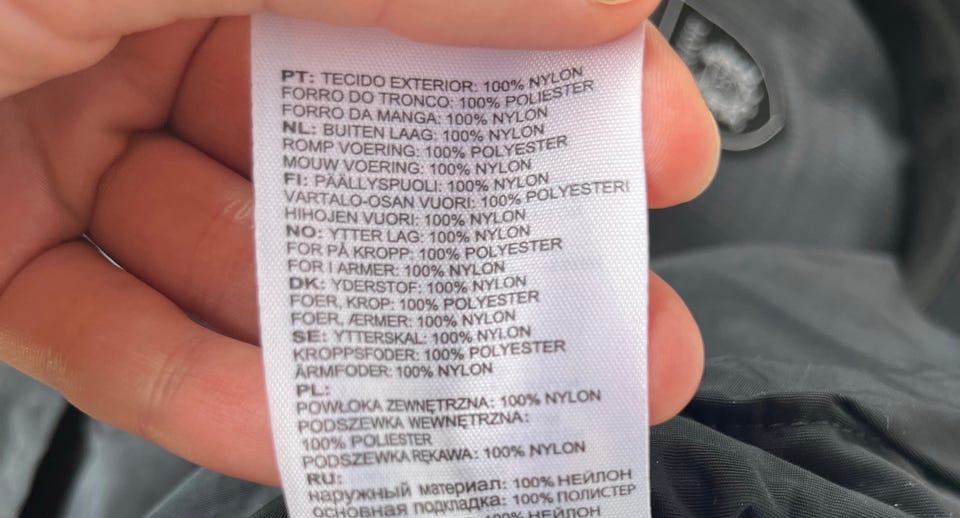 PT: TECIDO EXTERIOR: 100% NYLON
FORRO DO TRONCO: 100% POLIESTER
FORRO DA MANGA: 100% NYLON
NL: BUITEN LAAG: 100% NYLON
ROMP VOERING: 100% POLYESTER
MOUW VOERING: 100% NYLON
FI: PÄÄLLYSPUOLI: 100% NYLON
VARTALO-OSAN VUORI: 100% POLYESTERI
HIHOJEN VUORI: 100% NYLON
NO: YTTER LAG: 100% NYLON
FOR PÅ KROPP: 100% POLYESTER
FOR I ARMER: 100% NYLON
DK: YDERSTOF: 100% NYLON
FOER, KROP: 100% POLYESTER
FOER, ÆRMER: 100% NYLON
SE: YTTERSKAL: 100% NYLON
KROPPSFODER: 100% POLYESTER
ÄRMFODER: 100% NYLON
PL:
POWŁOKA ZEWNĘTRZNA: 100% NYLON
PODSZEWKA WEWNĘTRZNA:
100% POLIESTER
PODSZEWKA RĘKAWA: 100% NYLON
RU:
наружный материал: 100% НЕЙЛОН
основная подкладка: 100% ПОЛИСТЕР
100% НЕЙЛОН